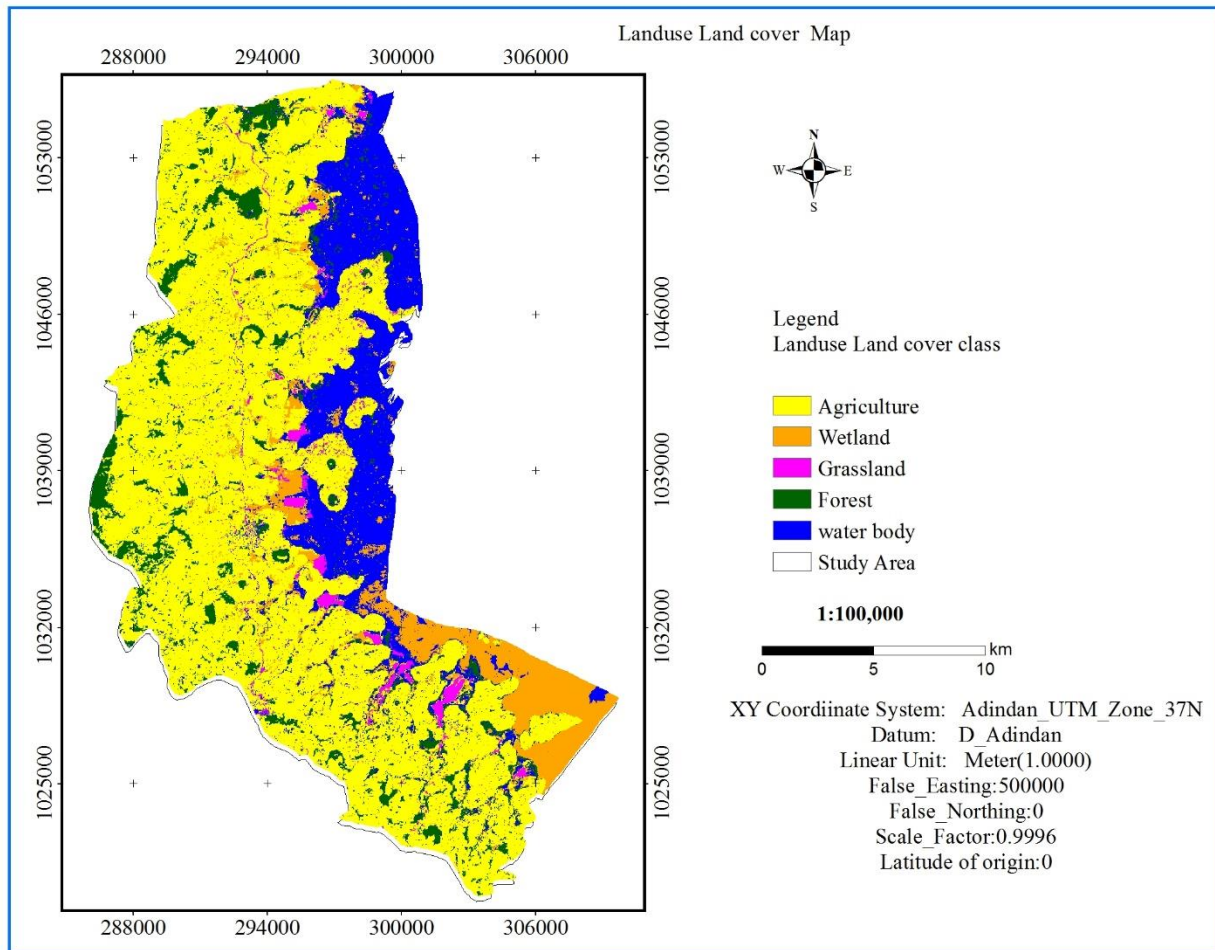 Landuse Land cover Map
288000 294000 300000 306000
1053000
1046000
1039000
1032000
1025000
1053000
1046000
1039000
1032000
1025000
288000 294000 300000 306000
N
W E
S
Legend
Landuse Land cover class
Agriculture
Wetland
Grassland
Forest
water body
Study Area
1:100,000
km
0 5 10
XY Coordiinate System: Adindan_UTM_Zone_37N
Datum: D_Adindan
Linear Unit: Meter(1.0000)
False_Easting:500000
False_Northing:0
Scale_Factor:0.9996
Latitude of origin:0